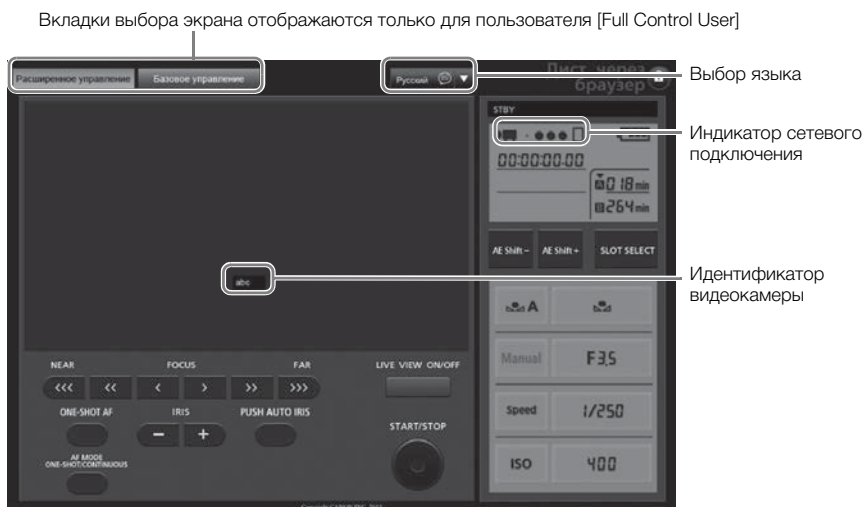 Вкладки выбора экрана отображаются только для пользователя [Full Control User]
Расширенное управление
Базовое управление
Русский
Дист. через браузер
Выбор языка
STBY
Индикатор сетевого
подключения
00:00:00.00
A 018 min
B 264 min
AE Shift – AE Shift + SLOT SELECT
abc
Идентификатор
видеокамеры
A
Manual F3,5
NEAR FOCUS FAR LIVE VIEW ON/OFF
<<< << < > >> >>>
ONE-SHOT AF IRIS PUSH AUTO IRIS
– +
START/STOP
Speed 1/250
AF MODE
ONE-SHOT/CONTINUOUS
ISO 400